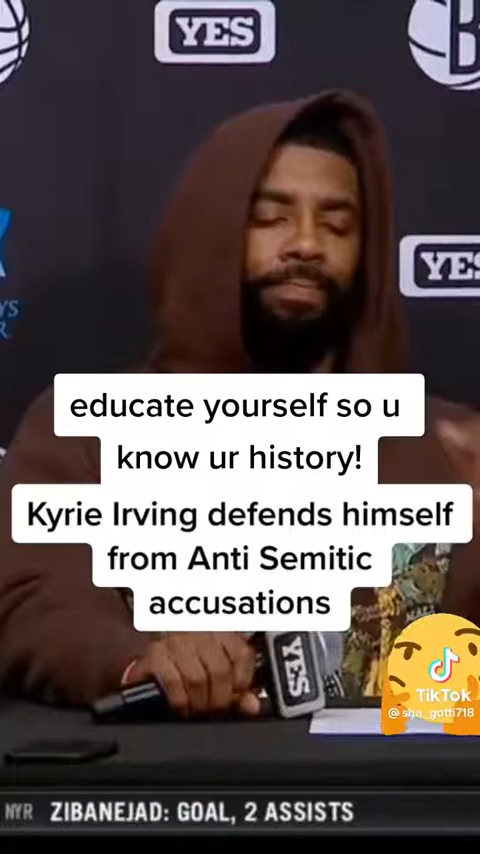 YES
B
YES
YS
R
educate yourself so u
know ur history!
Kyrie Irving defends himself
from Anti Semitic
accusations
YES
TikTok
@sha_gotti718
NYR ZIBANEJAD: GOAL, 2 ASSISTS